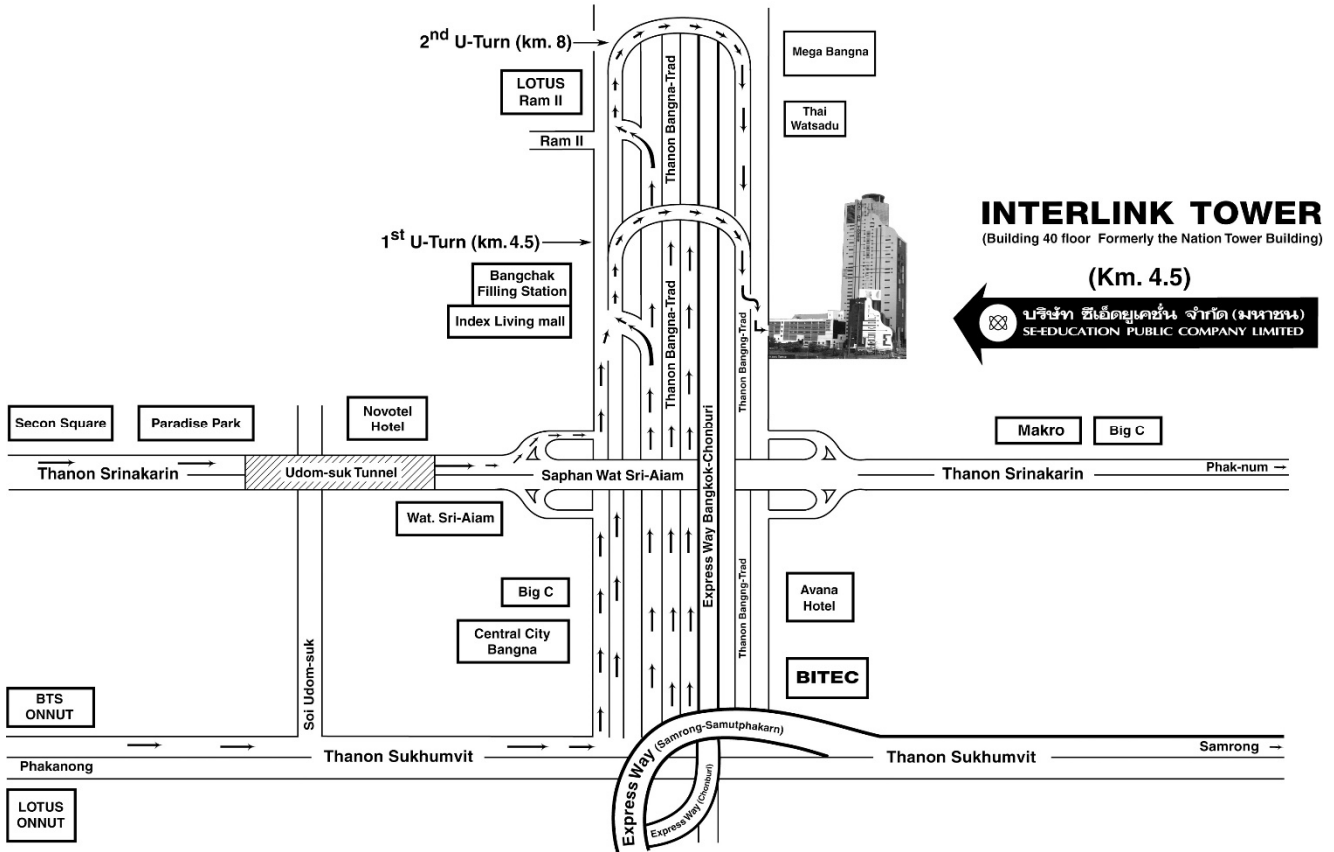 2nd U-Turn (km. 8)
Mega Bangna
LOTUS
Ram II
Thai
Watsadu
Ram II
Thanon Bangna-Trad
INTERLINK TOWER
(Building 40 floor Formerly the Nation Tower Building)
1st U-Turn (km. 4.5)
(Km. 4.5)
Bangchak
Filling Station
Index Living mall
บริษัท ซีเอ็ดยูเคชั่น จำกัด (มหาชน)
SE-EDUCATION PUBLIC COMPANY LIMITED
Thanon Bangna-Trad
Thanon Bangng-Trad
Secon Square
Paradise Park
Novotel
Hotel
Makro
Big C
Thanon Srinakarin
Udom-suk Tunnel
Saphan Wat Sri-Aiam
Express Way Bangkok-Chonburi
Thanon Srinakarin
Phak-num
Wat. Sri-Aiam
Big C
Central City
Bangna
Thanon Bangng-Trad
Avana
Hotel
BITEC
Soi Udom-suk
BTS
ONNUT
Phakanong
Thanon Sukhumvit
Express Way (Samrong-Samutphakarn)
Express Way (Chonburi)
Thanon Sukhumvit
Samrong
LOTUS
ONNUT